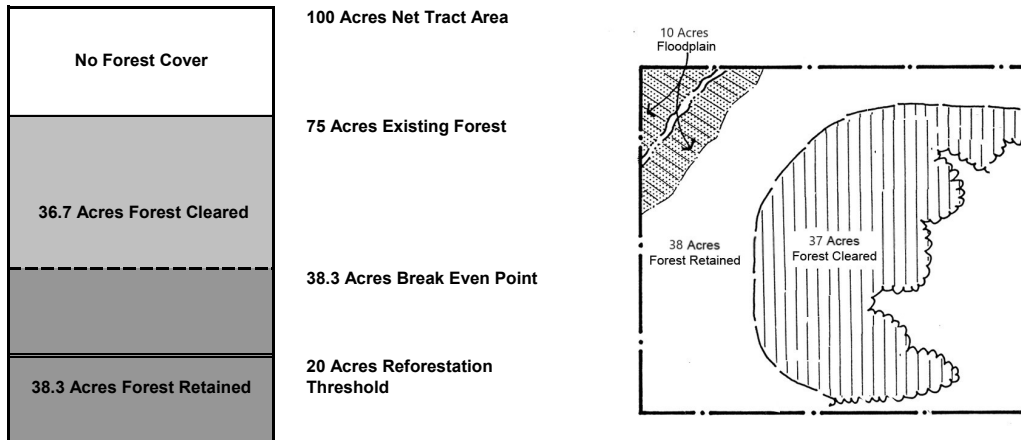 100 Acres Net Tract Area
No Forest Cover
75 Acres Existing Forest
36.7 Acres Forest Cleared
38.3 Acres Break Even Point
20 Acres Reforestation
Threshold
38.3 Acres Forest Retained
10 Acres
Floodplain
38 Acres
Forest Retained
37 Acres
Forest Cleared